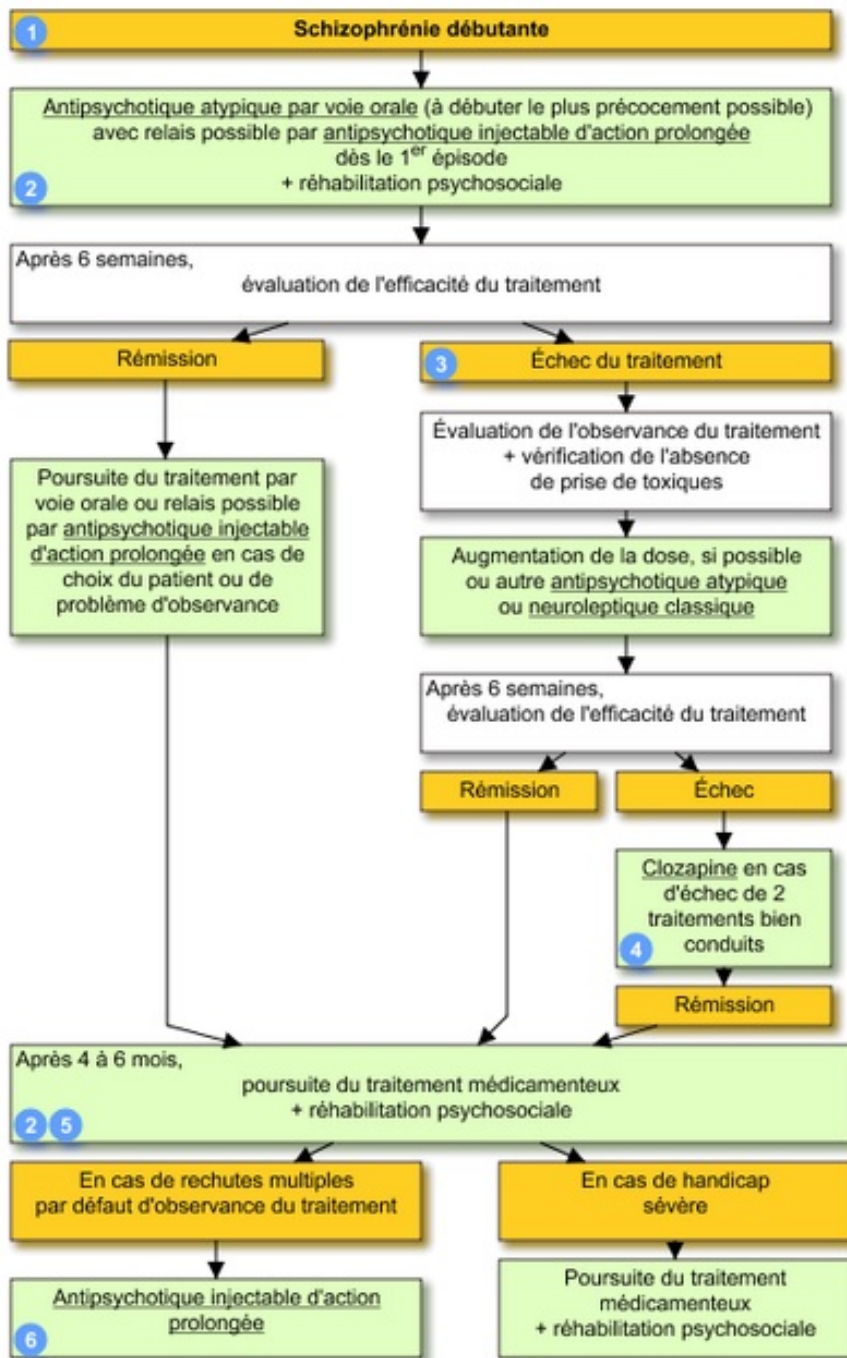 1
Schizophrénie débutante
Antipsychotique atypique par voie orale (à débuter le plus précocement possible)
avec relais possible par antipsychotique injectable d'action prolongée
dès le 1er épisode
+ réhabilitation psychosociale
2
Après 6 semaines,
évaluation de l'efficacité du traitement
Rémission
3
Échec du traitement
Poursuite du traitement par
voie orale ou relais possible
par antipsychotique injectable
d'action prolongée en cas de
choix du patient ou de
problème d'observance
Évaluation de l'observance du traitement
+ vérification de l'absence
de prise de toxiques
Augmentation de la dose, si possible
ou autre antipsychotique atypique
ou neuroleptique classique
Après 6 semaines,
évaluation de l'efficacité du traitement
Rémission
Échec
Clozapine en cas
d'échec de 2
traitements bien
conduits
4
Rémission
Après 4 à 6 mois,
poursuite du traitement médicamenteux
+ réhabilitation psychosociale
2 5
En cas de rechutes multiples
par défaut d'observance du traitement
En cas de handicap
sévère
Antipsychotique injectable d'action
prolongée
6
Poursuite du traitement
médicamenteux
+ réhabilitation psychosociale